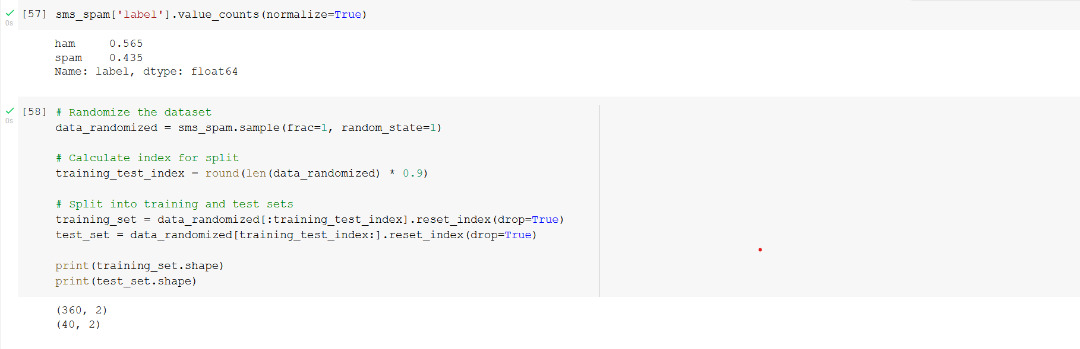 [57] sms_spam['label'].value_counts(normalize=True)
0s
ham 0.565
spam 0.435
Name: label, dtype: float64
[58] # Randomize the dataset
0s
data_randomized = sms_spam.sample(frac=1, random_state=1)
# Calculate index for split
training_test_index = round(len(data_randomized) * 0.9)
# Split into training and test sets
training_set = data_randomized[:training_test_index].reset_index(drop=True)
test_set = data_randomized[training_test_index:].reset_index(drop=True)
print(training_set.shape)
print(test_set.shape)
(360, 2)
(40, 2)